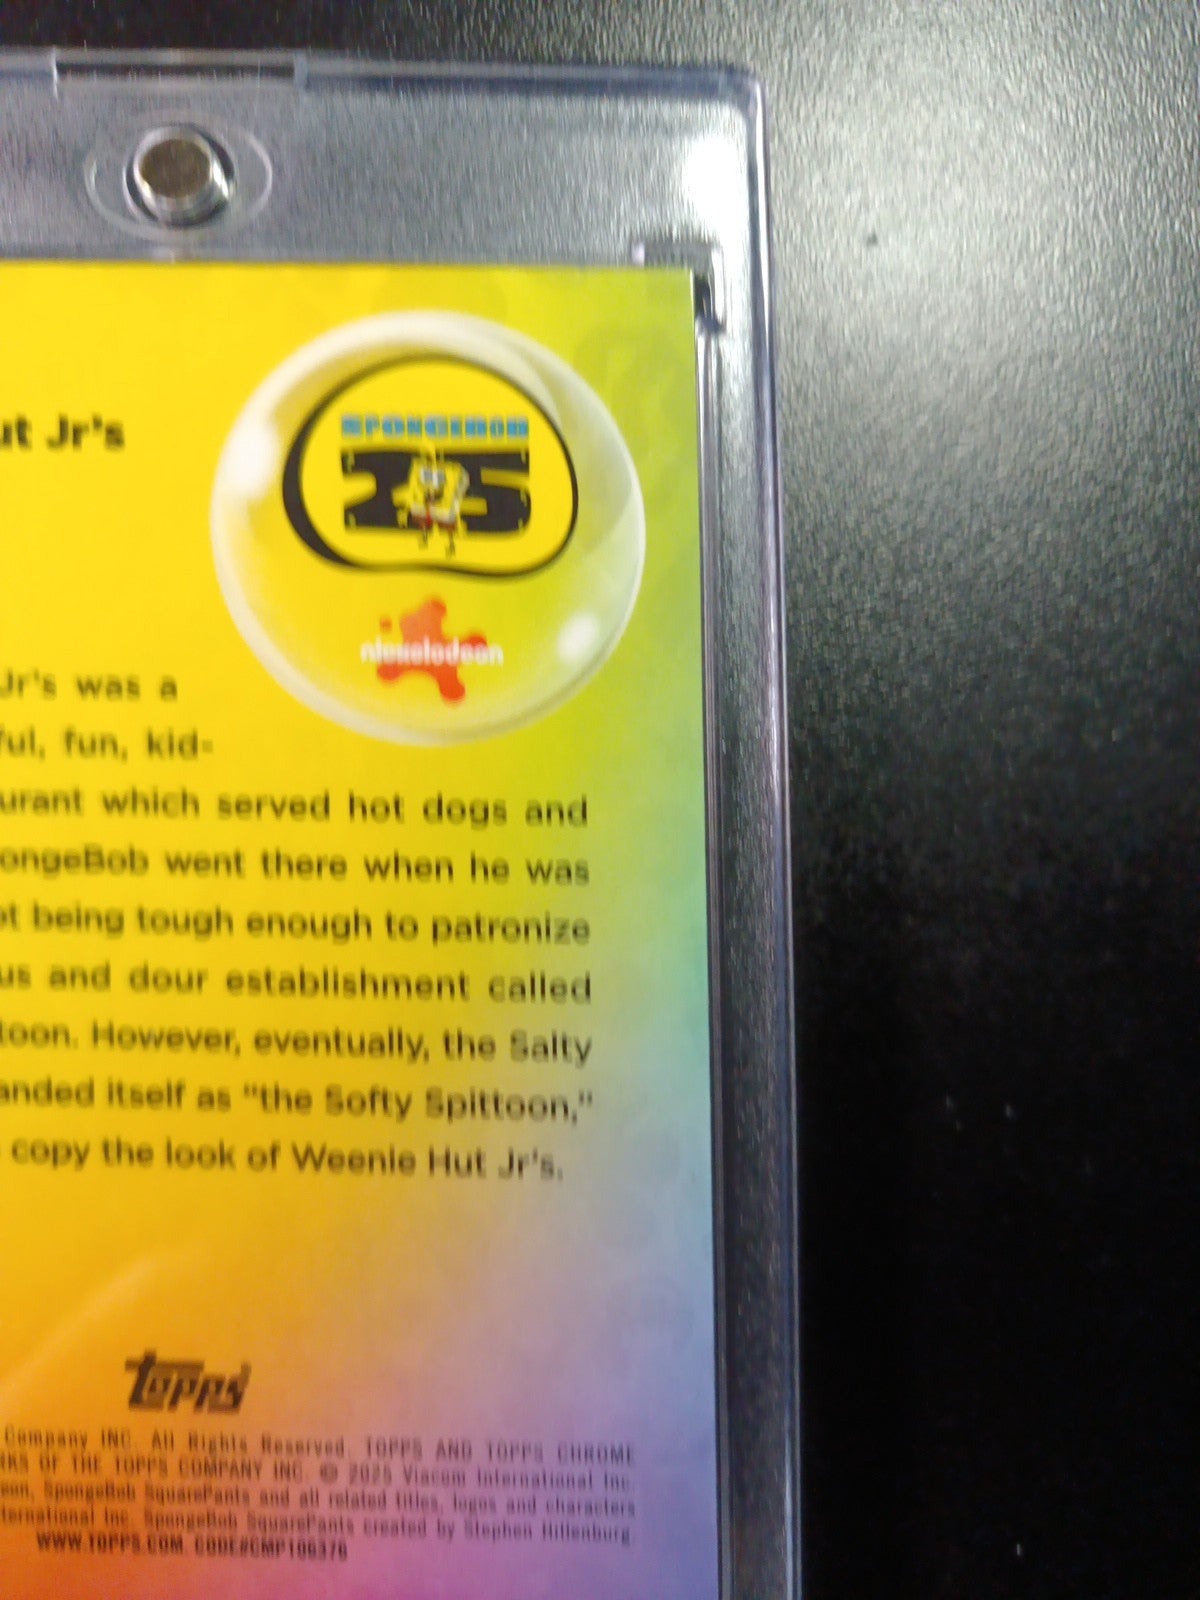 ut Jr's
SPONGEBOB
25
nickelodeon
Jr's was a
ful, fun, kid-
urant which served hot dogs and
ongeBob went there when he was
ot being tough enough to patronize
us and dour establishment called
toon. However, eventually, the Salty
anded itself as "the Softy Spittoon,"
copy the look of Weenie Hut Jr's.
topps
Company INC. All Rights Reserved. TOPPS AND TOPPS CHROME
RKS OF THE TOPPS COMPANY INC. © 2025 Viacom International Inc.
eon, SpongeBob SquarePants and all related titles, logos and characters
ternational Inc. SpongeBob SquarePants created by Stephen Hillenburg.
WWW.TOPPS.COM. CODE#CMP106376